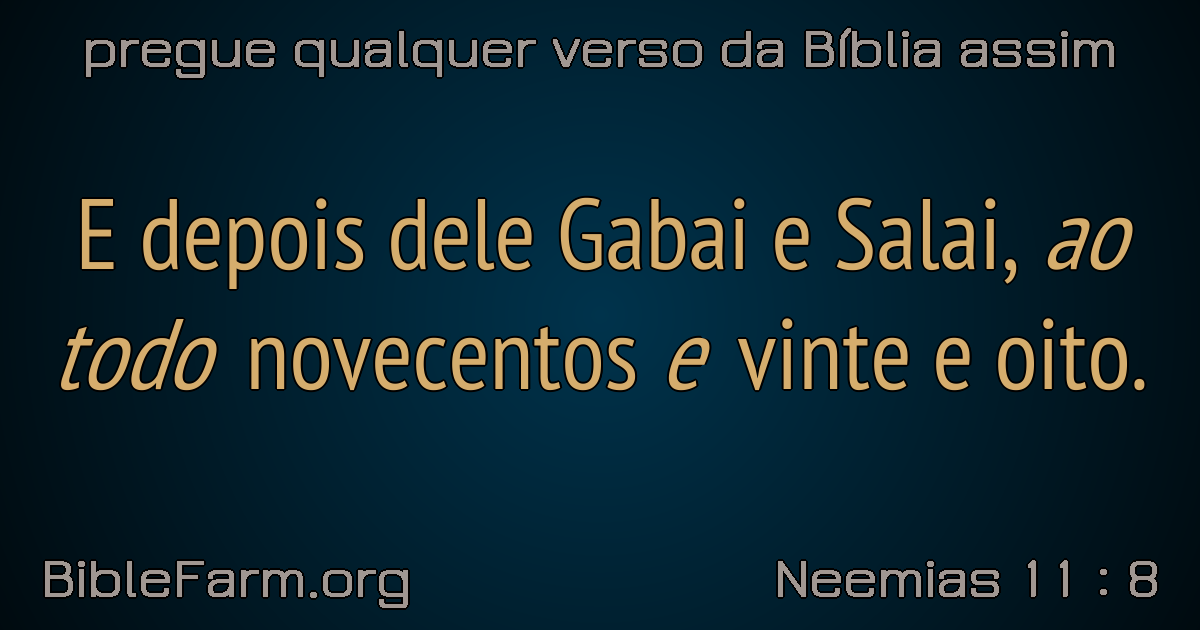 pregue qualquer verso da Bíblia assim
E depois dele Gabai e Salai, ao
todo novecentos e vinte e oito.
BibleFarm.org
Neemias 11 : 8